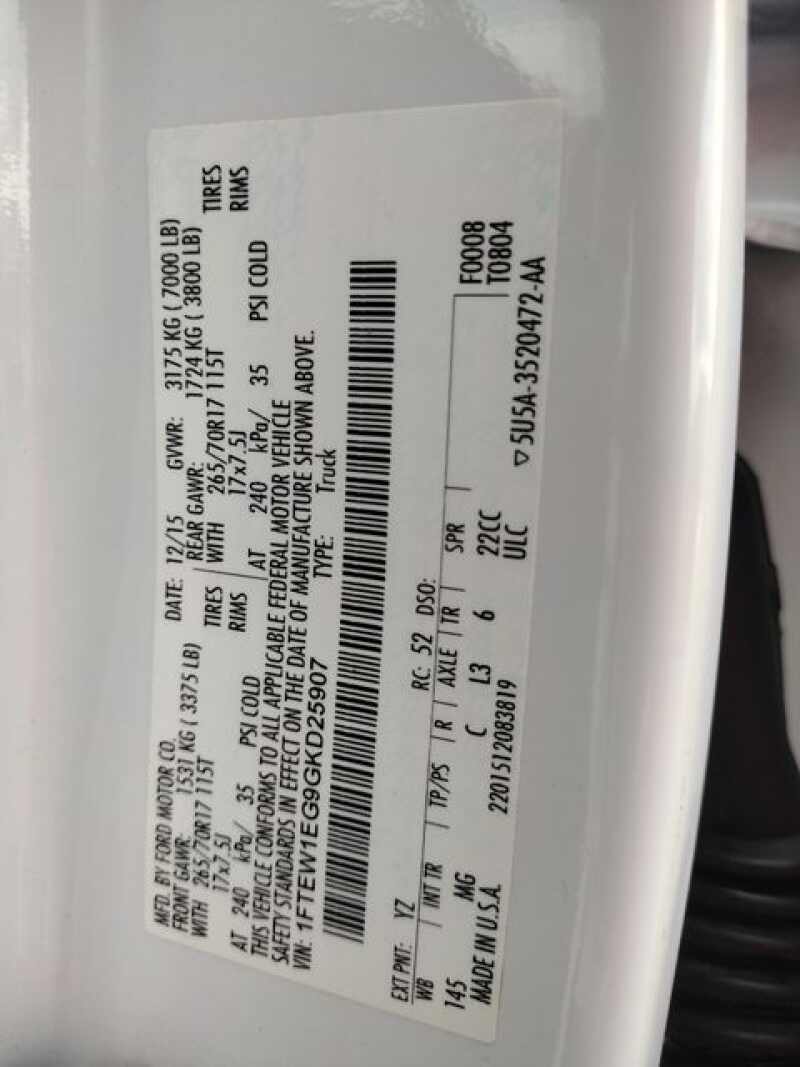 MFD. BY FORD MOTOR CO. DATE: 12/15 GVWR: 3175 KG ( 7000 LB)
FRONT GAWR: 1531 KG ( 3375 LB) REAR GAWR: 1724 KG ( 3800 LB)
WITH 265/70R17 115T TIRES WITH 265/70R17 115T TIRES
17x7.5J RIMS 17x7.5J RIMS
AT 240 kPa/ 35 PSI COLD AT 240 kPa/ 35 PSI COLD
THIS VEHICLE CONFORMS TO ALL APPLICABLE FEDERAL MOTOR VEHICLE
SAFETY STANDARDS IN EFFECT ON THE DATE OF MANUFACTURE SHOWN ABOVE.
VIN: 1FTEW1EG9GKD25907 TYPE: Truck
EXT PNT: YZ RC: 52 DSO:
WB | INT TR | TP/PS | R | AXLE | TR | SPR | F0008
145 MG C L3 6 22CC T0804
MADE IN U.S.A. 2201512083819 ULC
▽5U5A-3520472-AA